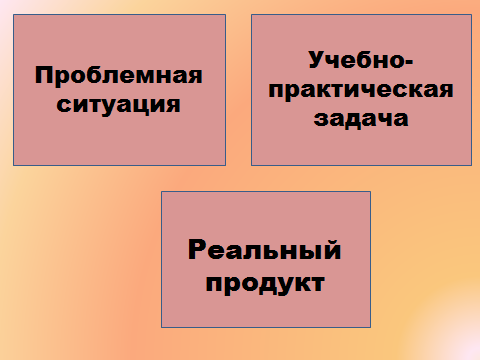 Проблемная
ситуация
Учебно-
практическая
задача
Реальный
продукт